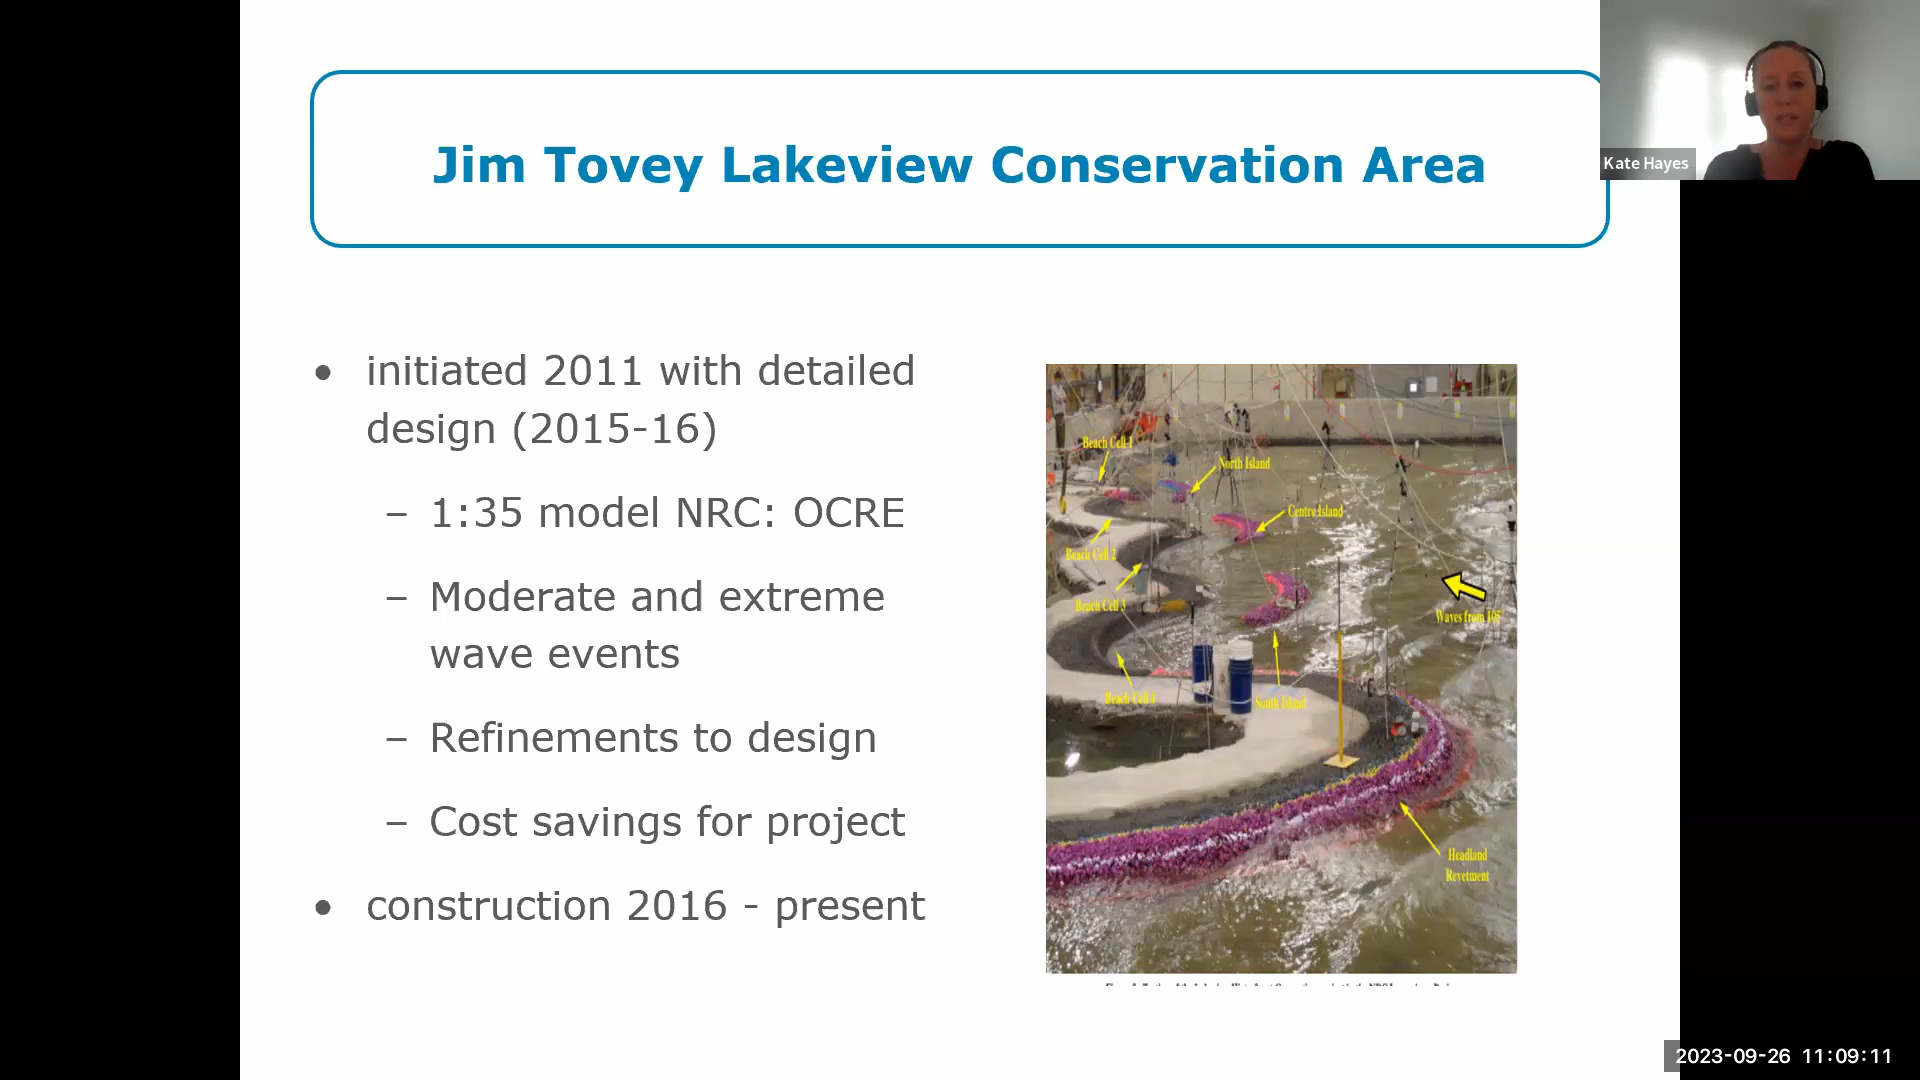 Jim Tovey Lakeview Conservation Area
Kate Hayes
• initiated 2011 with detailed
design (2015-16)
– 1:35 model NRC: OCRE
– Moderate and extreme
wave events
– Refinements to design
– Cost savings for project
• construction 2016 - present
Beach Cell 1
North Island
Centre Island
Beach Cell 2
Beach Cell 3
Waves from 105°
Beach Cell 4
South Island
Headland
Revetment
2023-09-26 11:09:11